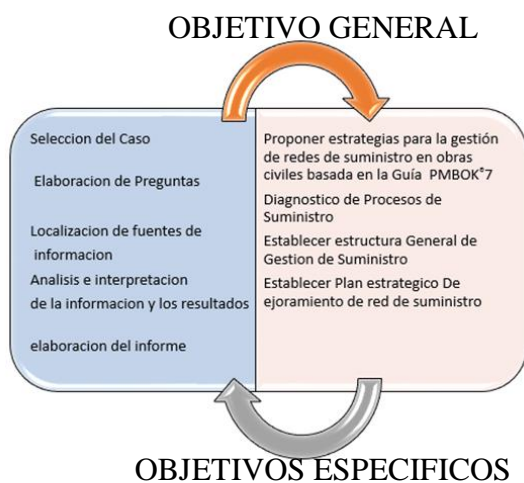 OBJETIVO GENERAL
Seleccion del Caso
Elaboracion de Preguntas
Localizacion de fuentes de
informacion
Analisis e interpretacion
de la informacion y los resultados
elaboracion del informe
Proponer estrategias para la gestión
de redes de suministro en obras
civiles basada en la Guía PMBOK®7
Diagnostico de Procesos de
Suministro
Establecer estructura General de
Gestion de Suministro
Establecer Plan estrategico De
ejoramiento de red de suministro
OBJETIVOS ESPECIFICOS